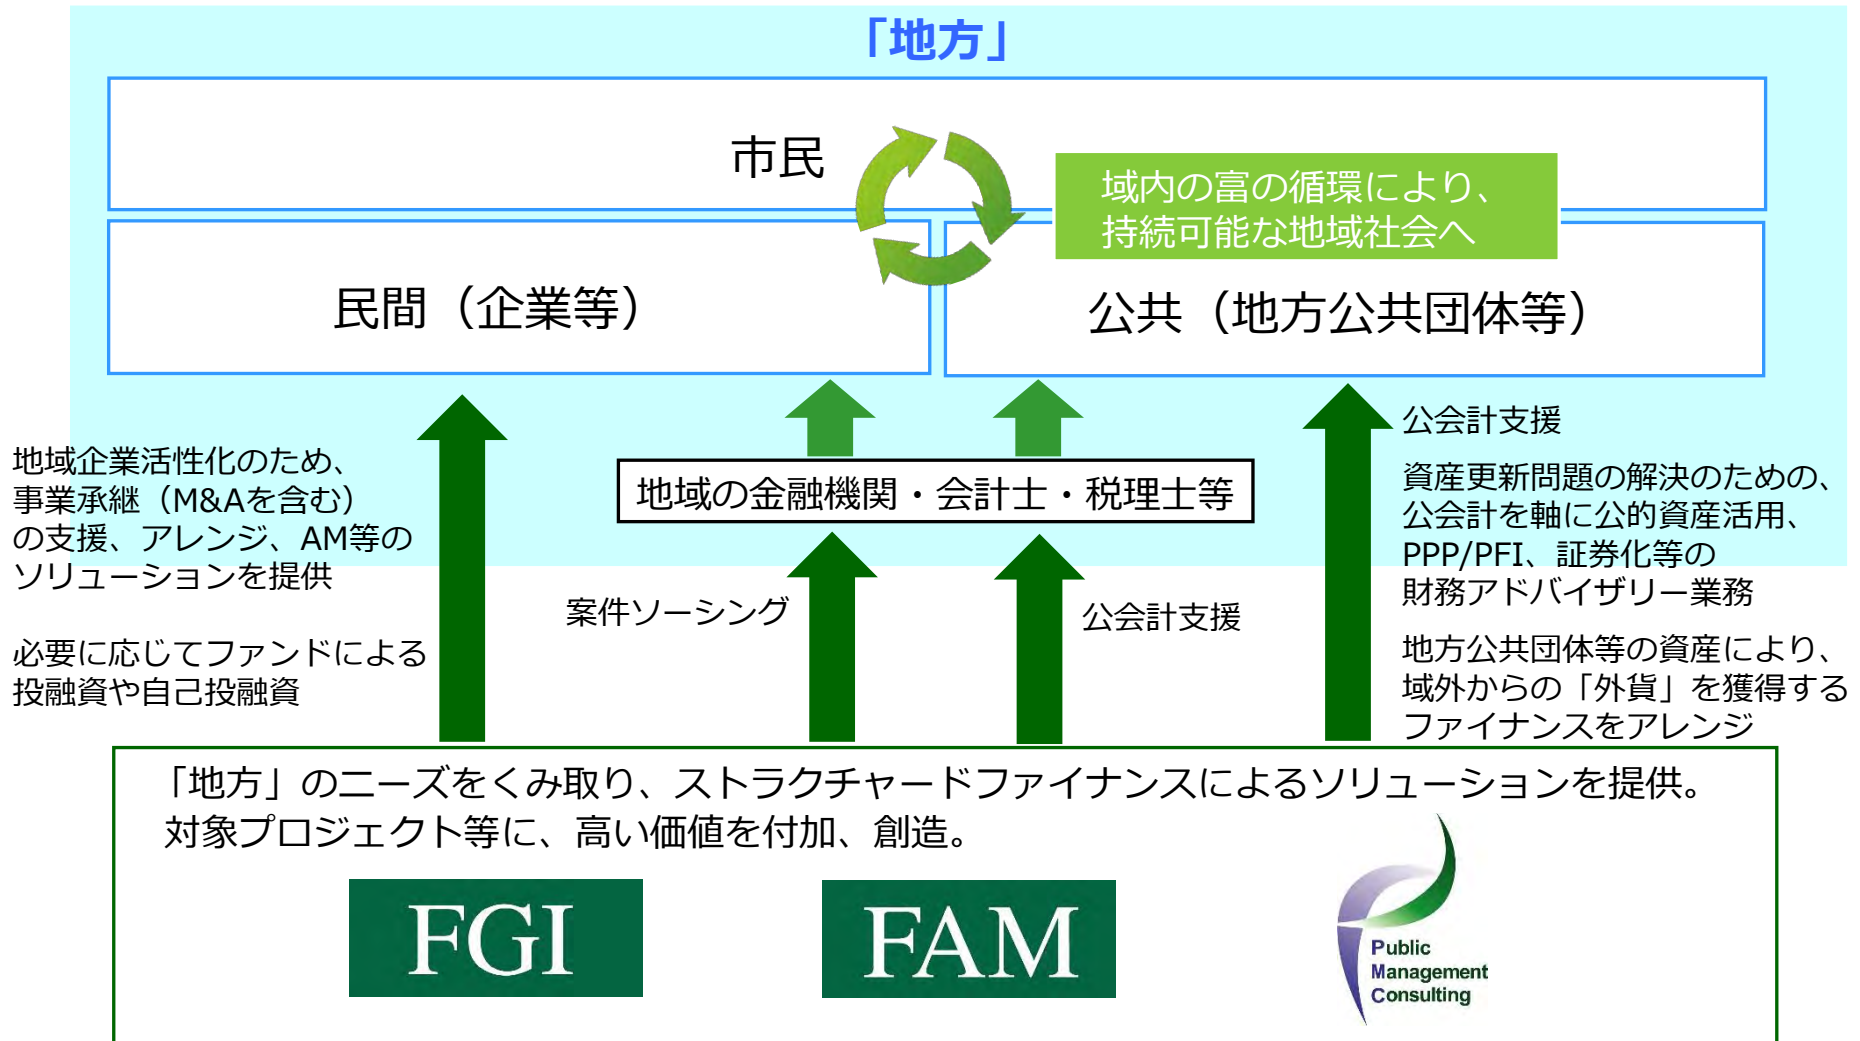 「地方」
市民
域内の富の循環により、
持続可能な地域社会へ
民間（企業等）
公共（地方公共団体等）
地域企業活性化のため、
事業承継（M&Aを含む）
の支援、アレンジ、AM等の
ソリューションを提供
必要に応じてファンドによる
投融資や自己投融資
地域の金融機関・会計士・税理士等
案件ソーシング
公会計支援
公会計支援
資産更新問題の解決のための、
公会計を軸に公的資産活用、
PPP/PFI、証券化等の
財務アドバイザリー業務
地方公共団体等の資産により、
域外からの「外貨」を獲得する
ファイナンスをアレンジ
「地方」のニーズをくみ取り、ストラクチャードファイナンスによるソリューションを提供。
対象プロジェクト等に、高い価値を付加、創造。
FGI
FAM
Public
Management
Consulting